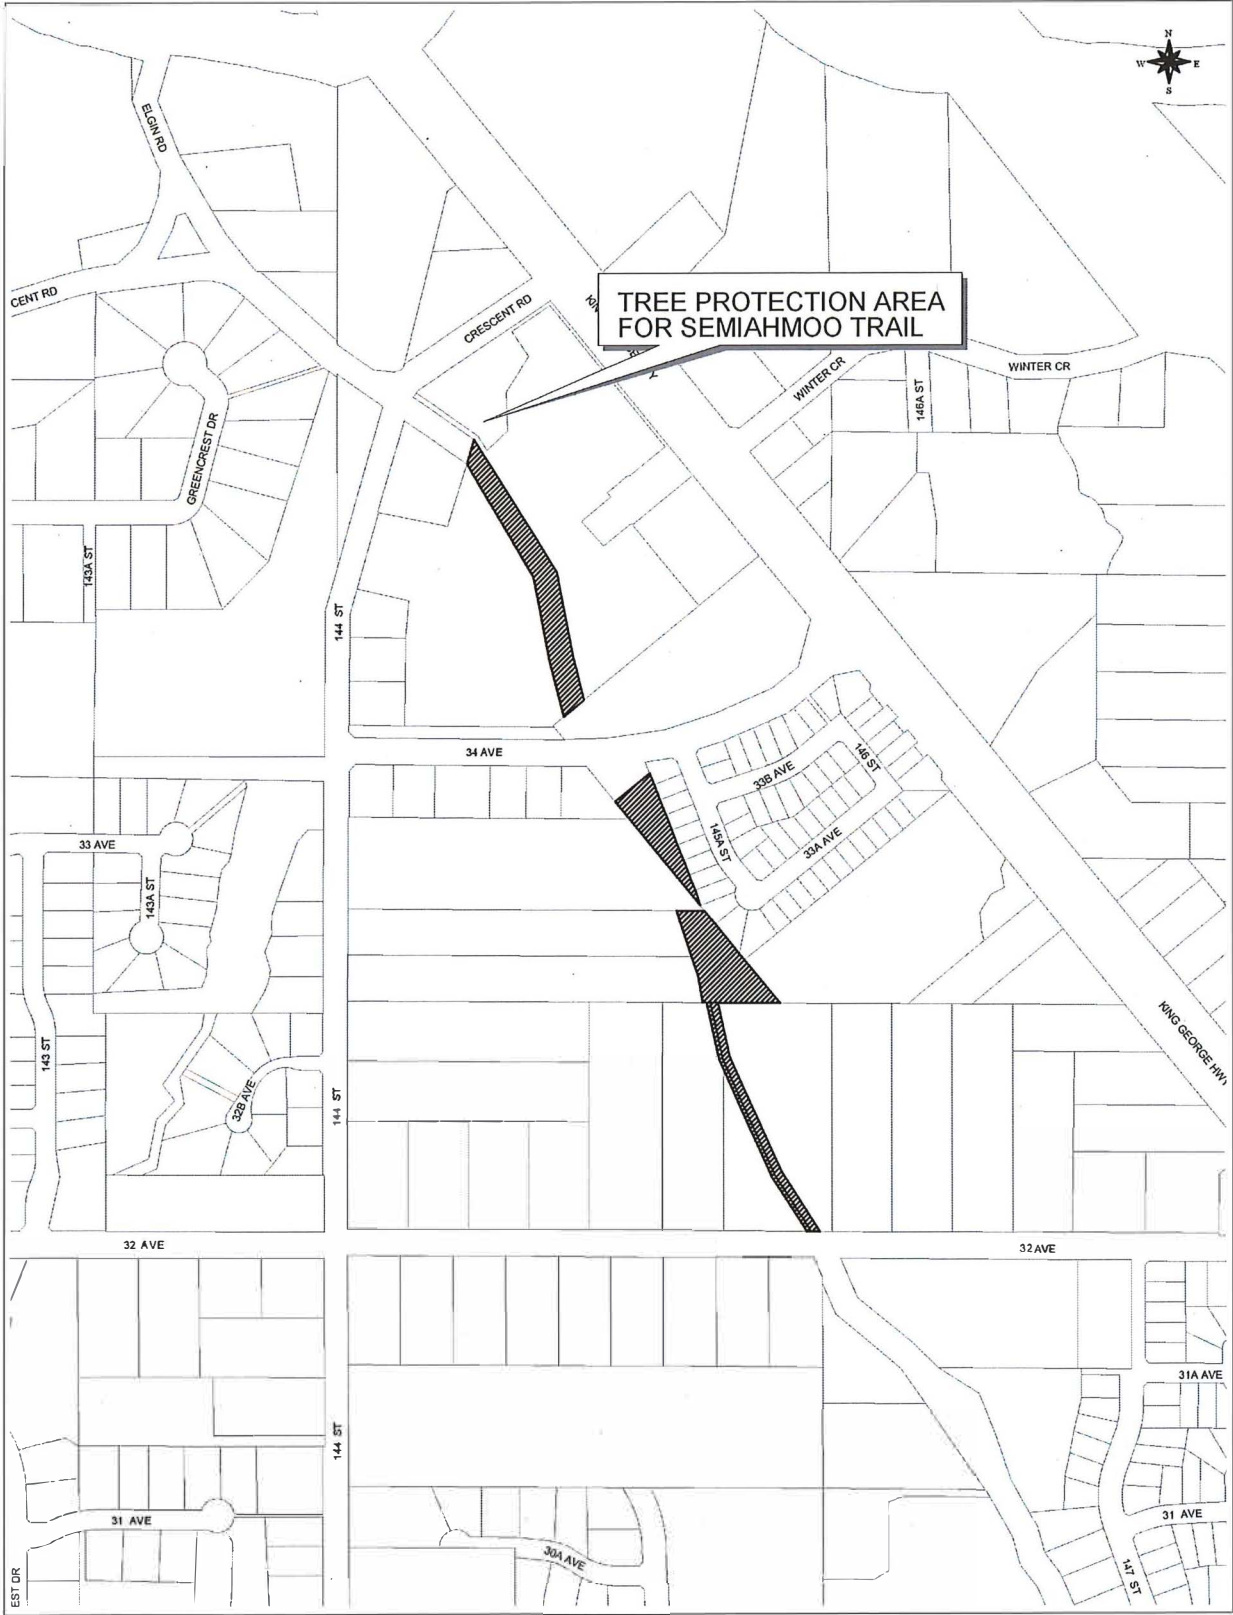 N
W E
S
ELGIN RD
CENT RD
CRESCENT RD
TREE PROTECTION AREA
FOR SEMIAHMOO TRAIL
WINTER CR
WINTER CR
146A ST
GREENCREST DR
143A ST
144 ST
34 AVE
33B AVE
146 ST
145A ST
33A AVE
33 AVE
143A ST
143 ST
32B AVE
144 ST
KING GEORGE HWY
32 AVE
32 AVE
31A AVE
144 ST
31 AVE
30A AVE
31 AVE
147 ST
EST DR